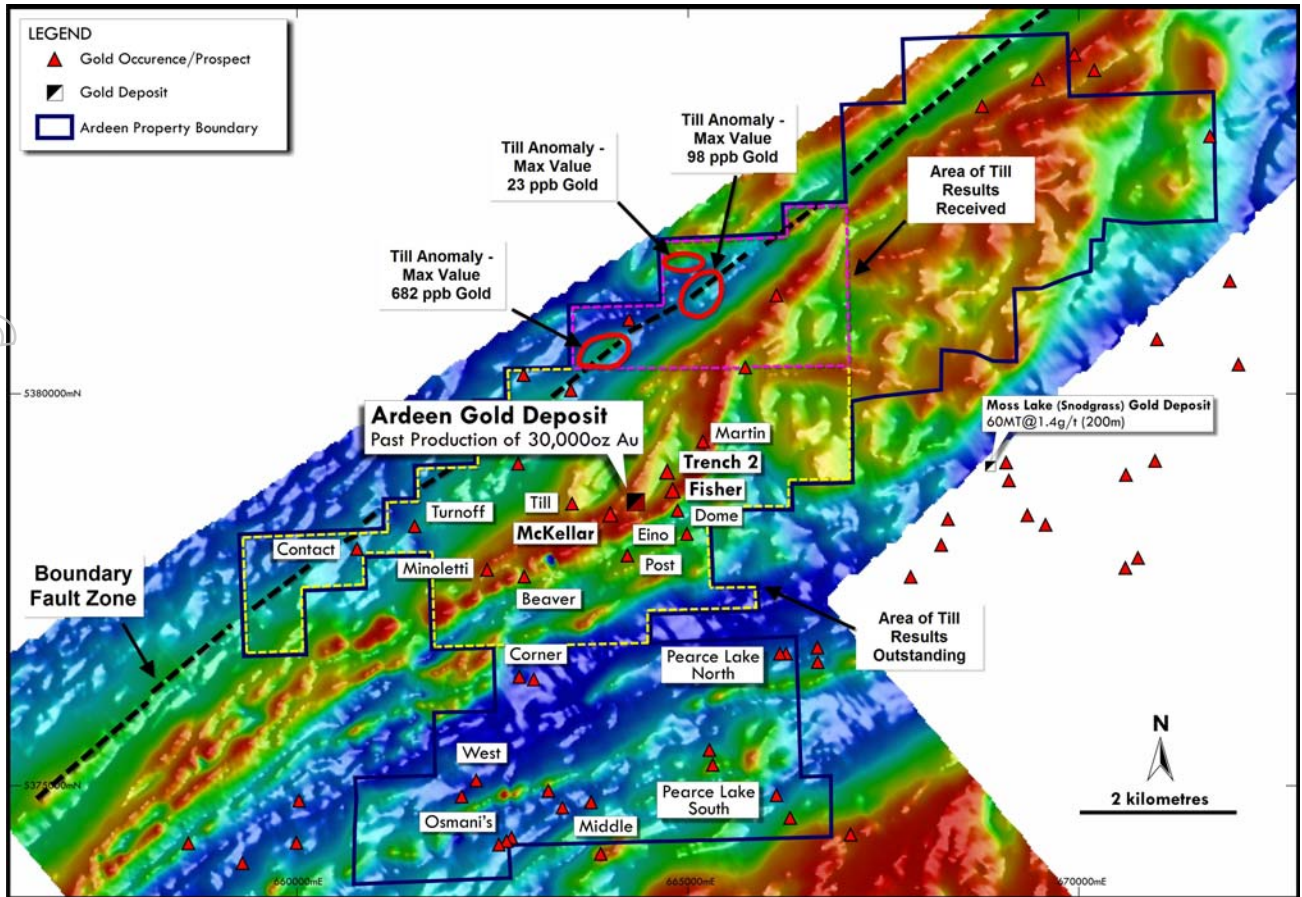 LEGEND
Gold Occurence/Prospect
Gold Deposit
Ardeen Property Boundary
Till Anomaly -
Max Value
98 ppb Gold
Till Anomaly -
Max Value
23 ppb Gold
Area of Till
Results
Received
Till Anomaly -
Max Value
682 ppb Gold
5380000mN
Ardeen Gold Deposit
Past Production of 30,000oz Au
Moss Lake (Snodgrass) Gold Deposit
60MT@1.4g/t (200m)
Martin
Trench 2
Fisher
Till
Turnoff
Dome
McKellar
Eino
Contact
Minoletti
Post
Beaver
Boundary
Fault Zone
Area of Till
Results
Outstanding
Corner
Pearce Lake
North
N
West
5375000mN
Pearce Lake
South
2 kilometres
Osmani's
Middle
660000mE
665000mE
670000mE